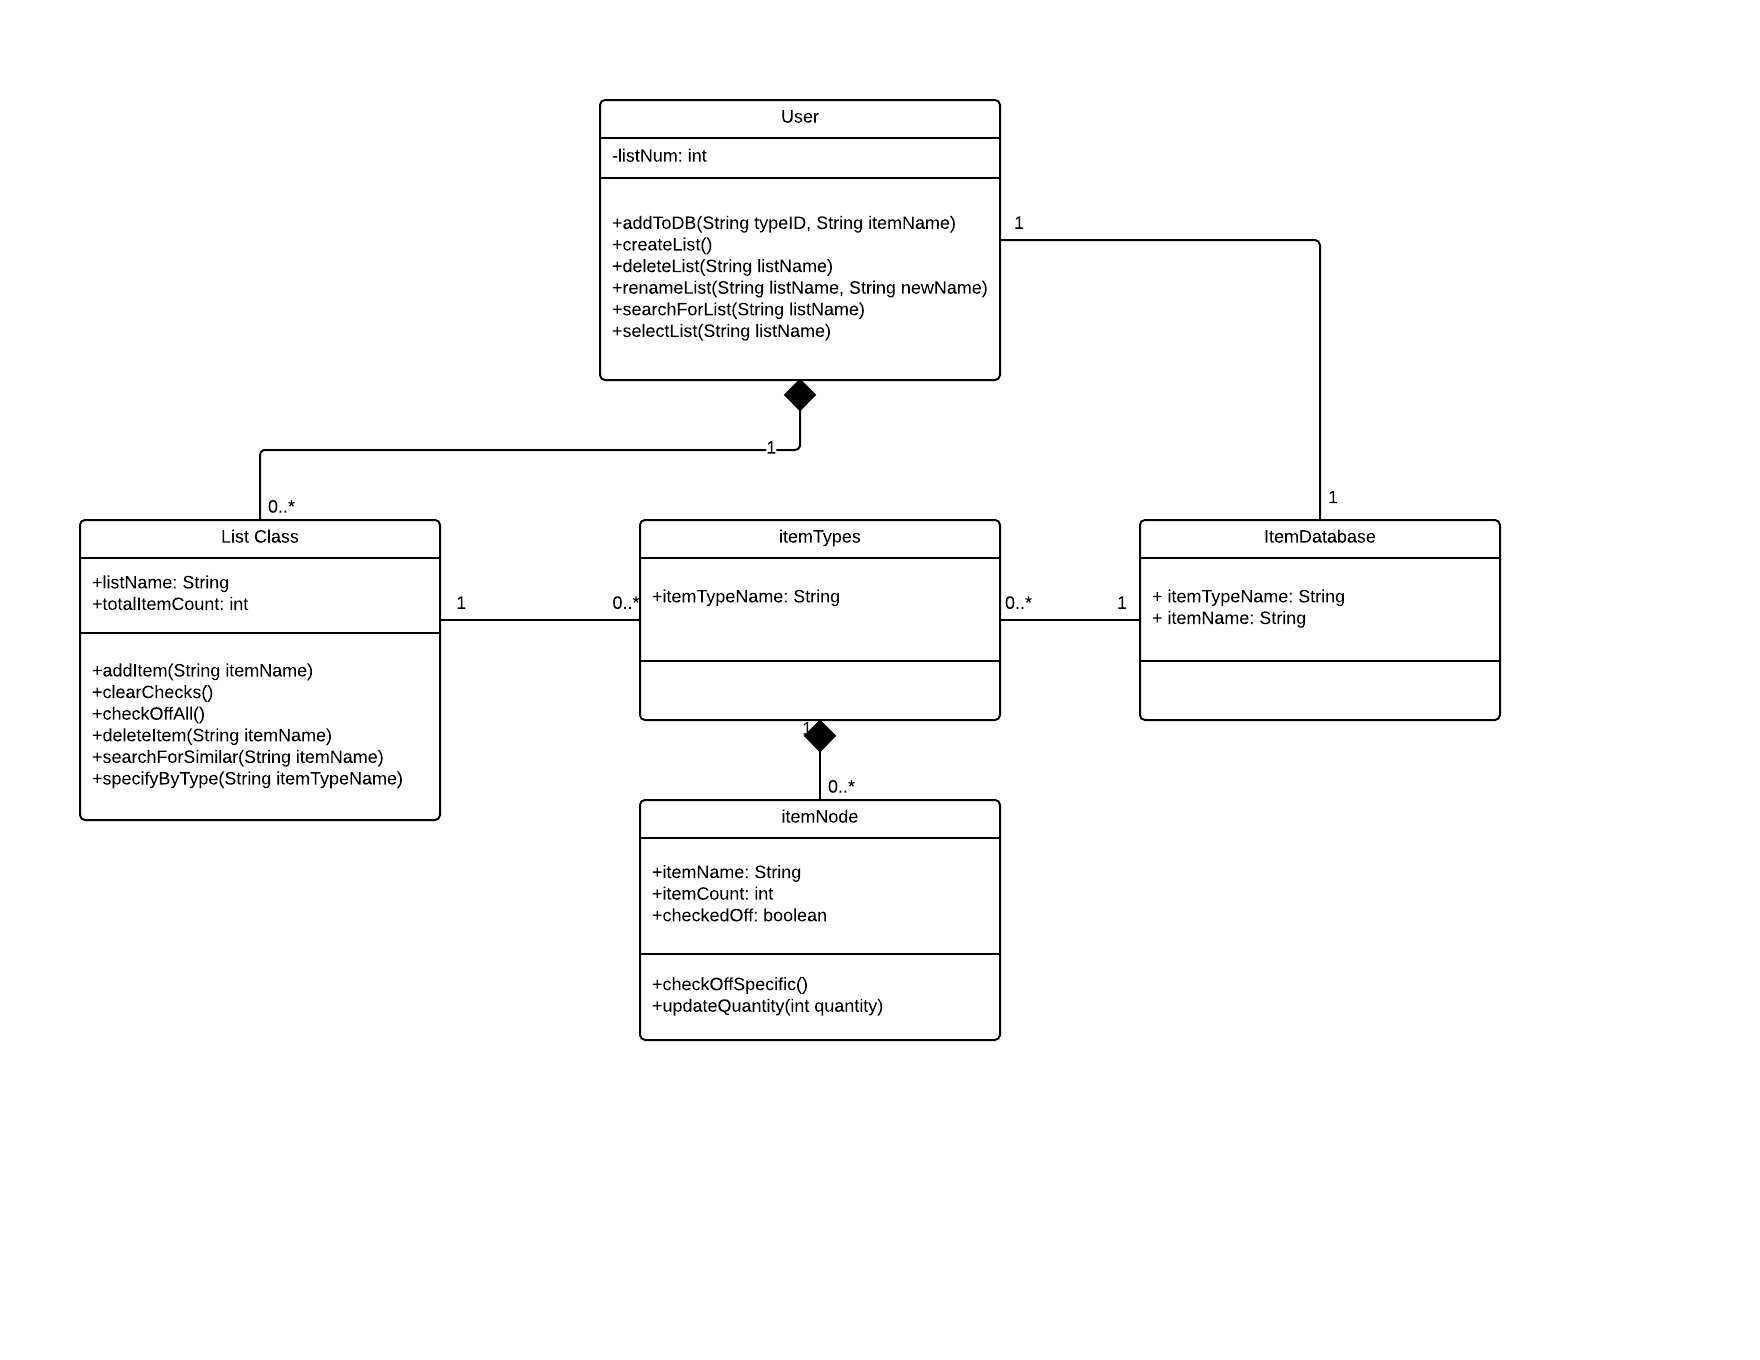 User
-listNum: int
+addToDB(String typeID, String itemName)
+createList()
+deleteList(String listName)
+renameList(String listName, String newName)
+searchForList(String listName)
+selectList(String listName)
1
1
0..*
1
List Class
+listName: String
+totalItemCount: int
+addItem(String itemName)
+clearChecks()
+checkOffAll()
+deleteItem(String itemName)
+searchForSimilar(String itemName)
+specifyByType(String itemTypeName)
1
0..*
itemTypes
+itemTypeName: String
0..*
1
ItemDatabase
+ itemTypeName: String
+ itemName: String
1
0..*
itemNode
+itemName: String
+itemCount: int
+checkedOff: boolean
+checkOffSpecific()
+updateQuantity(int quantity)